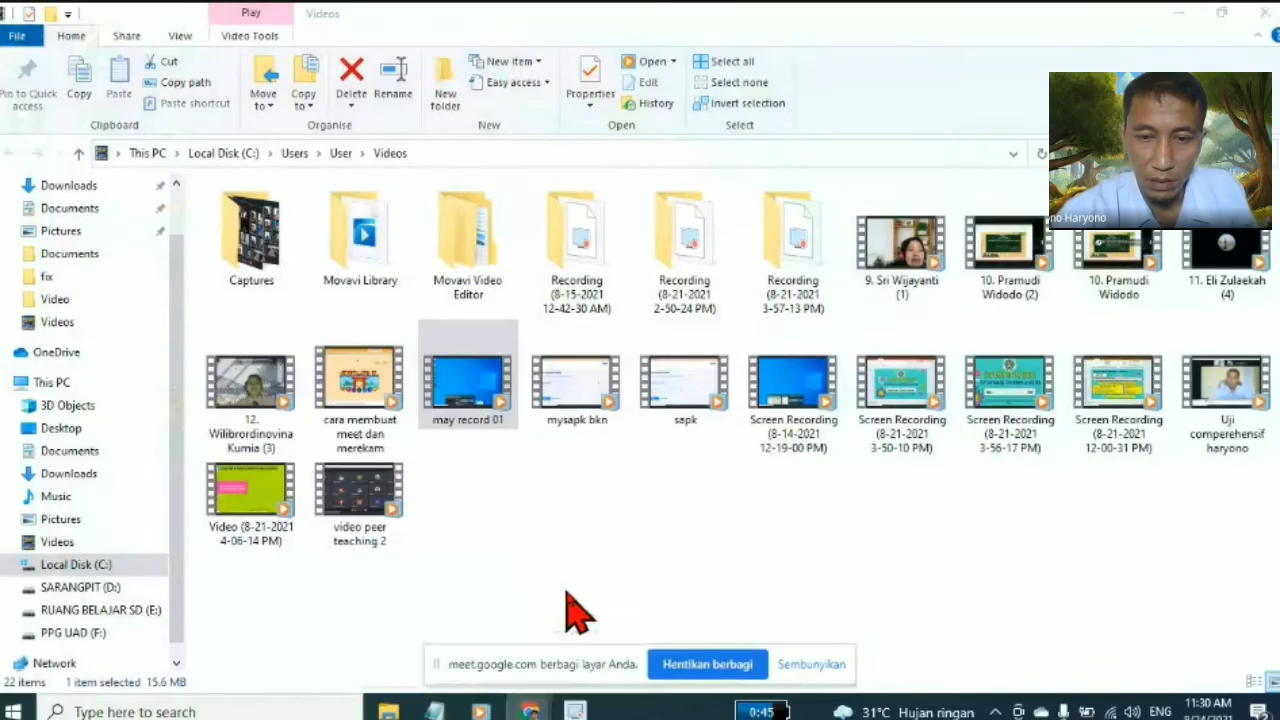 Play Videos
File Home Share View Video Tools
Pin to Quick access
Copy
Paste
Cut
Copy path
Paste shortcut
Clipboard
Move to
Copy to
Delete
Rename
Organise
New folder
New item
Easy access
New
Properties
Open
Edit
History
Open
Select all
Select none
Invert selection
Select
This PC > Local Disk (C:) > Users > User > Videos
no Haryono
Downloads
Documents
Pictures
Documents
fix
Video
Videos
OneDrive
This PC
3D Objects
Desktop
Documents
Downloads
Music
Pictures
Videos
Local Disk (C:)
SARANGPIT (D:)
RUANG BELAJAR SD (E:)
PPG UAD (F:)
Network
Captures
Movavi Library
Movavi Video
Editor
Recording
(8-15-2021
12-42-30 AM)
Recording
(8-21-2021
2-50-24 PM)
Recording
(8-21-2021
3-57-13 PM)
9. Sri Wijayanti
(1)
10. Pramudi
Widodo (2)
10. Pramudi
Widodo
11. Eli Zulaekah
(4)
12.
Wilibrordinovina
Kurnia (3)
cara membuat
meet dan
merekam
may record 01
mysapk bkn
sapk
Screen Recording
(8-14-2021
12-19-00 PM)
Screen Recording
(8-21-2021
3-50-10 PM)
Screen Recording
(8-21-2021
3-56-17 PM)
Screen Recording
(8-21-2021
12-00-31 PM)
Uji
comperehensif
haryono
Video (8-21-2021
4-06-14 PM)
video peer
teaching 2
meet.google.com berbagi layar Anda. Hentikan berbagi Sembunyikan
22 items 1 item selected 15.6 MB
Type here to search
0:45
31°C Hujan ringan
ENG
11:30 AM